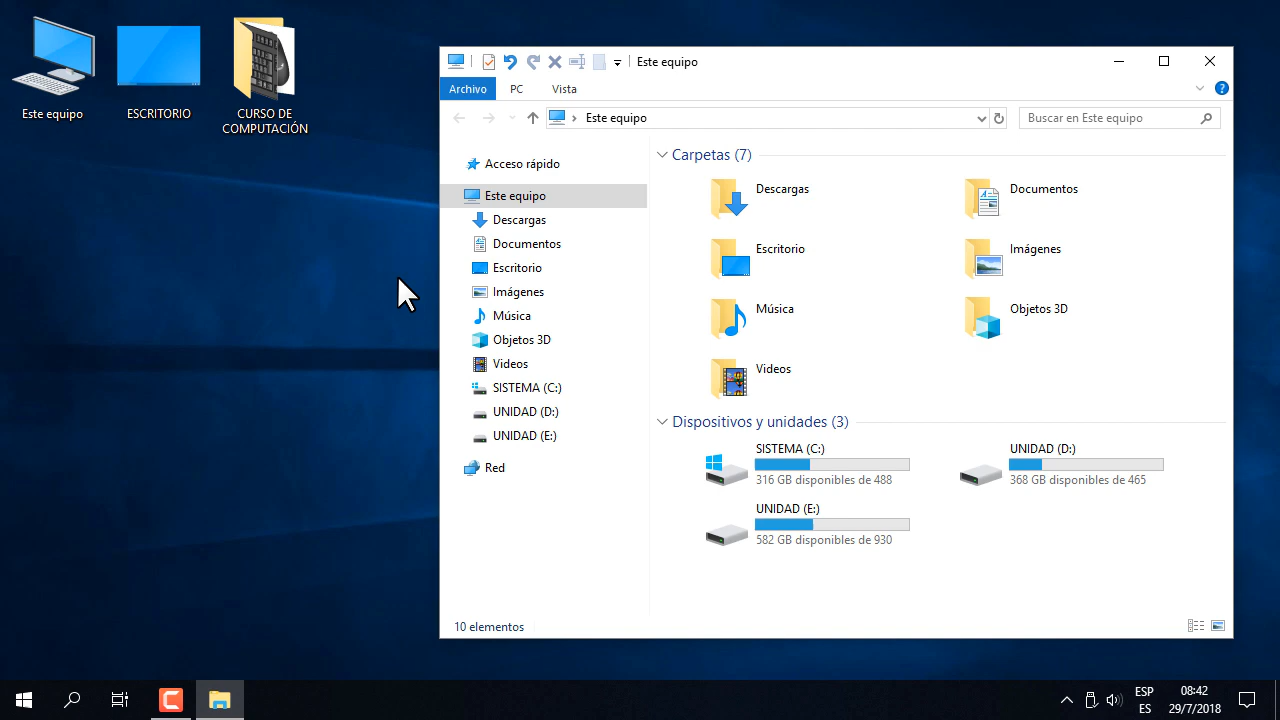 Este equipo
ESCRITORIO
CURSO DE
COMPUTACIÓN
Este equipo
Archivo
PC
Vista
Este equipo
Buscar en Este equipo
Acceso rápido
Este equipo
Descargas
Documentos
Escritorio
Imágenes
Música
Objetos 3D
Videos
SISTEMA (C:)
UNIDAD (D:)
UNIDAD (E:)
Red
Carpetas (7)
Descargas
Documentos
Escritorio
Imágenes
Música
Objetos 3D
Videos
Dispositivos y unidades (3)
SISTEMA (C:)
316 GB disponibles de 488
UNIDAD (D:)
368 GB disponibles de 465
UNIDAD (E:)
582 GB disponibles de 930
10 elementos
ESP
ES
08:42
29/7/2018